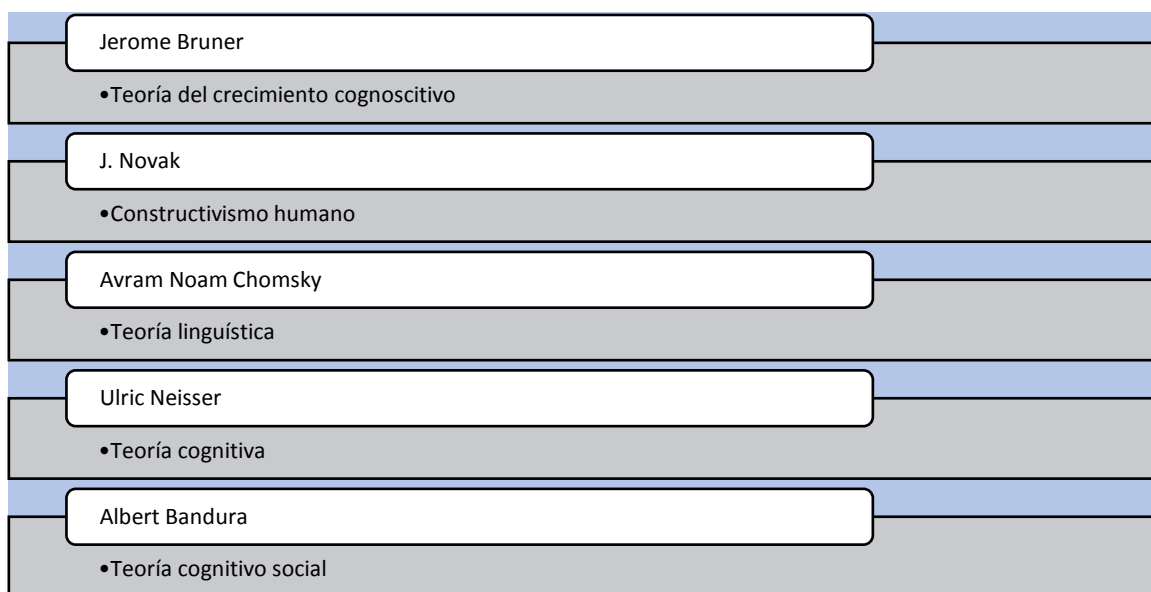 Jerome Bruner
•Teoría del crecimiento cognoscitivo
J. Novak
•Constructivismo humano
Avram Noam Chomsky
•Teoría linguística
Ulric Neisser
•Teoría cognitiva
Albert Bandura
•Teoría cognitivo social